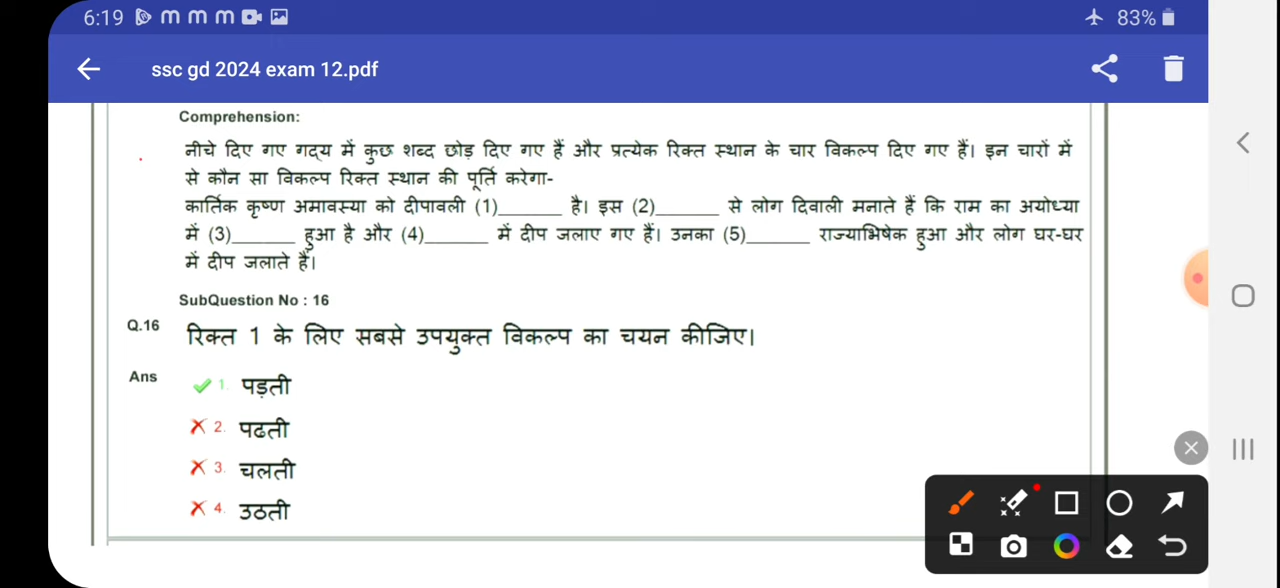 6:19 m m m 83%
ssc gd 2024 exam 12.pdf
Comprehension:
नीचे दिए गए गद्य में कुछ शब्द छोड़ दिए गए हैं और प्रत्येक रिक्त स्थान के चार विकल्प दिए गए हैं। इन चारों में
से कौन सा विकल्प रिक्त स्थान की पूर्ति करेगा-
कार्तिक कृष्ण अमावस्या को दीपावली (1)______ है। इस (2)______ से लोग दिवाली मनाते हैं कि राम का अयोध्या
में (3)______ हुआ है और (4)______ में दीप जलाए गए हैं। उनका (5)______ राज्याभिषेक हुआ और लोग घर-घर
में दीप जलाते हैं।
SubQuestion No : 16
Q.16 रिक्त 1 के लिए सबसे उपयुक्त विकल्प का चयन कीजिए।
Ans 1. पड़ती
2. पढती
3. चलती
4. उठती